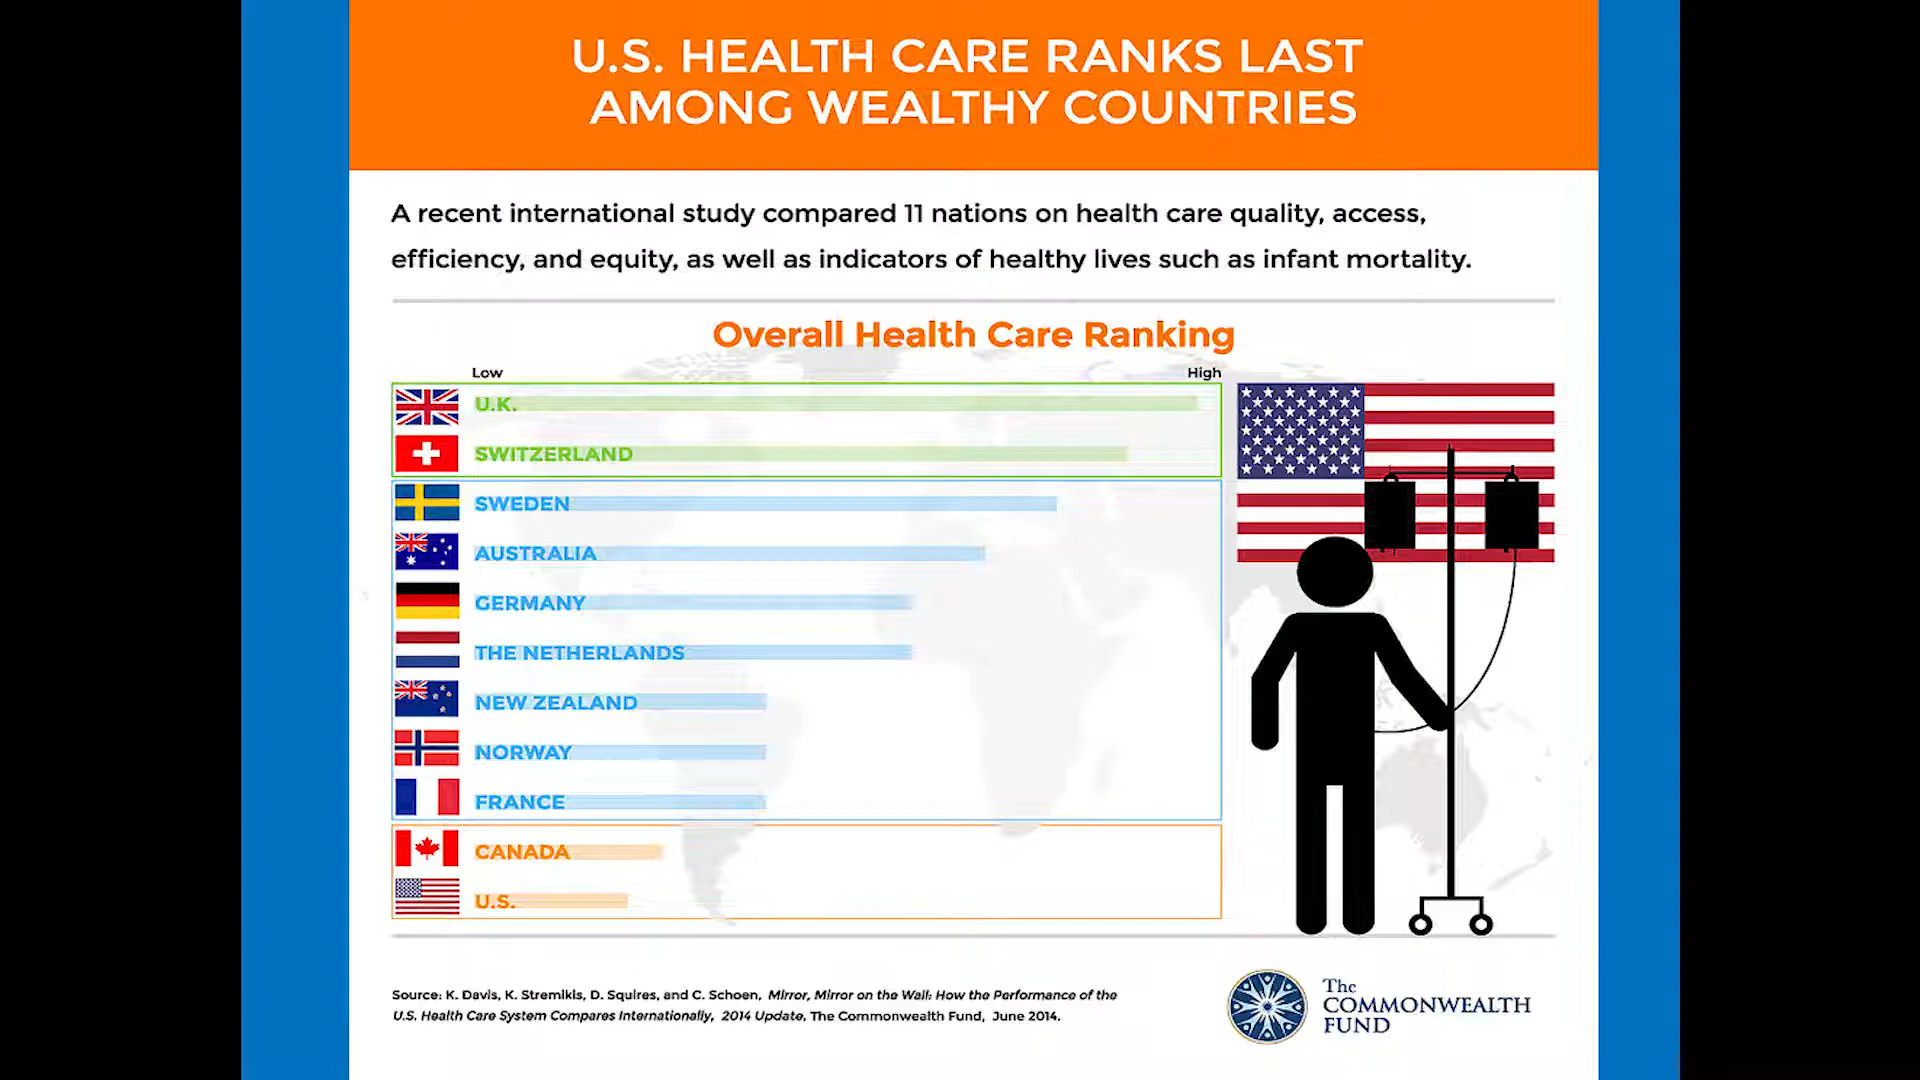 U.S. HEALTH CARE RANKS LAST
AMONG WEALTHY COUNTRIES
A recent international study compared 11 nations on health care quality, access,
efficiency, and equity, as well as indicators of healthy lives such as infant mortality.
Overall Health Care Ranking
Low High
U.K.
SWITZERLAND
SWEDEN
AUSTRALIA
GERMANY
THE NETHERLANDS
NEW ZEALAND
NORWAY
FRANCE
CANADA
U.S.
Source: K. Davis, K. Stremikis, D. Squires, and C. Schoen, Mirror, Mirror on the Wall: How the Performance of the
U.S. Health Care System Compares Internationally, 2014 Update, The Commonwealth Fund, June 2014.
The
COMMONWEALTH
FUND